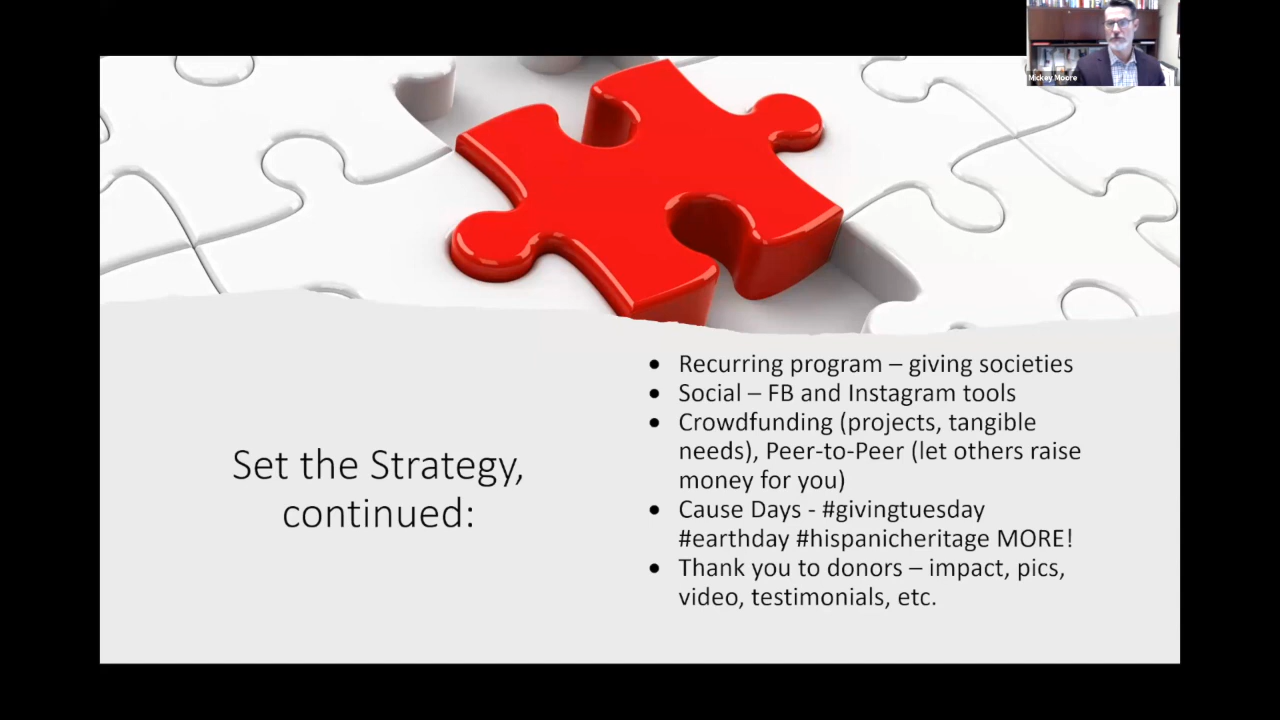 Mickey Moore
Set the Strategy,
continued:
• Recurring program – giving societies
• Social – FB and Instagram tools
• Crowdfunding (projects, tangible
needs), Peer-to-Peer (let others raise
money for you)
• Cause Days - #givingtuesday
#earthday #hispanicheritage MORE!
• Thank you to donors – impact, pics,
video, testimonials, etc.